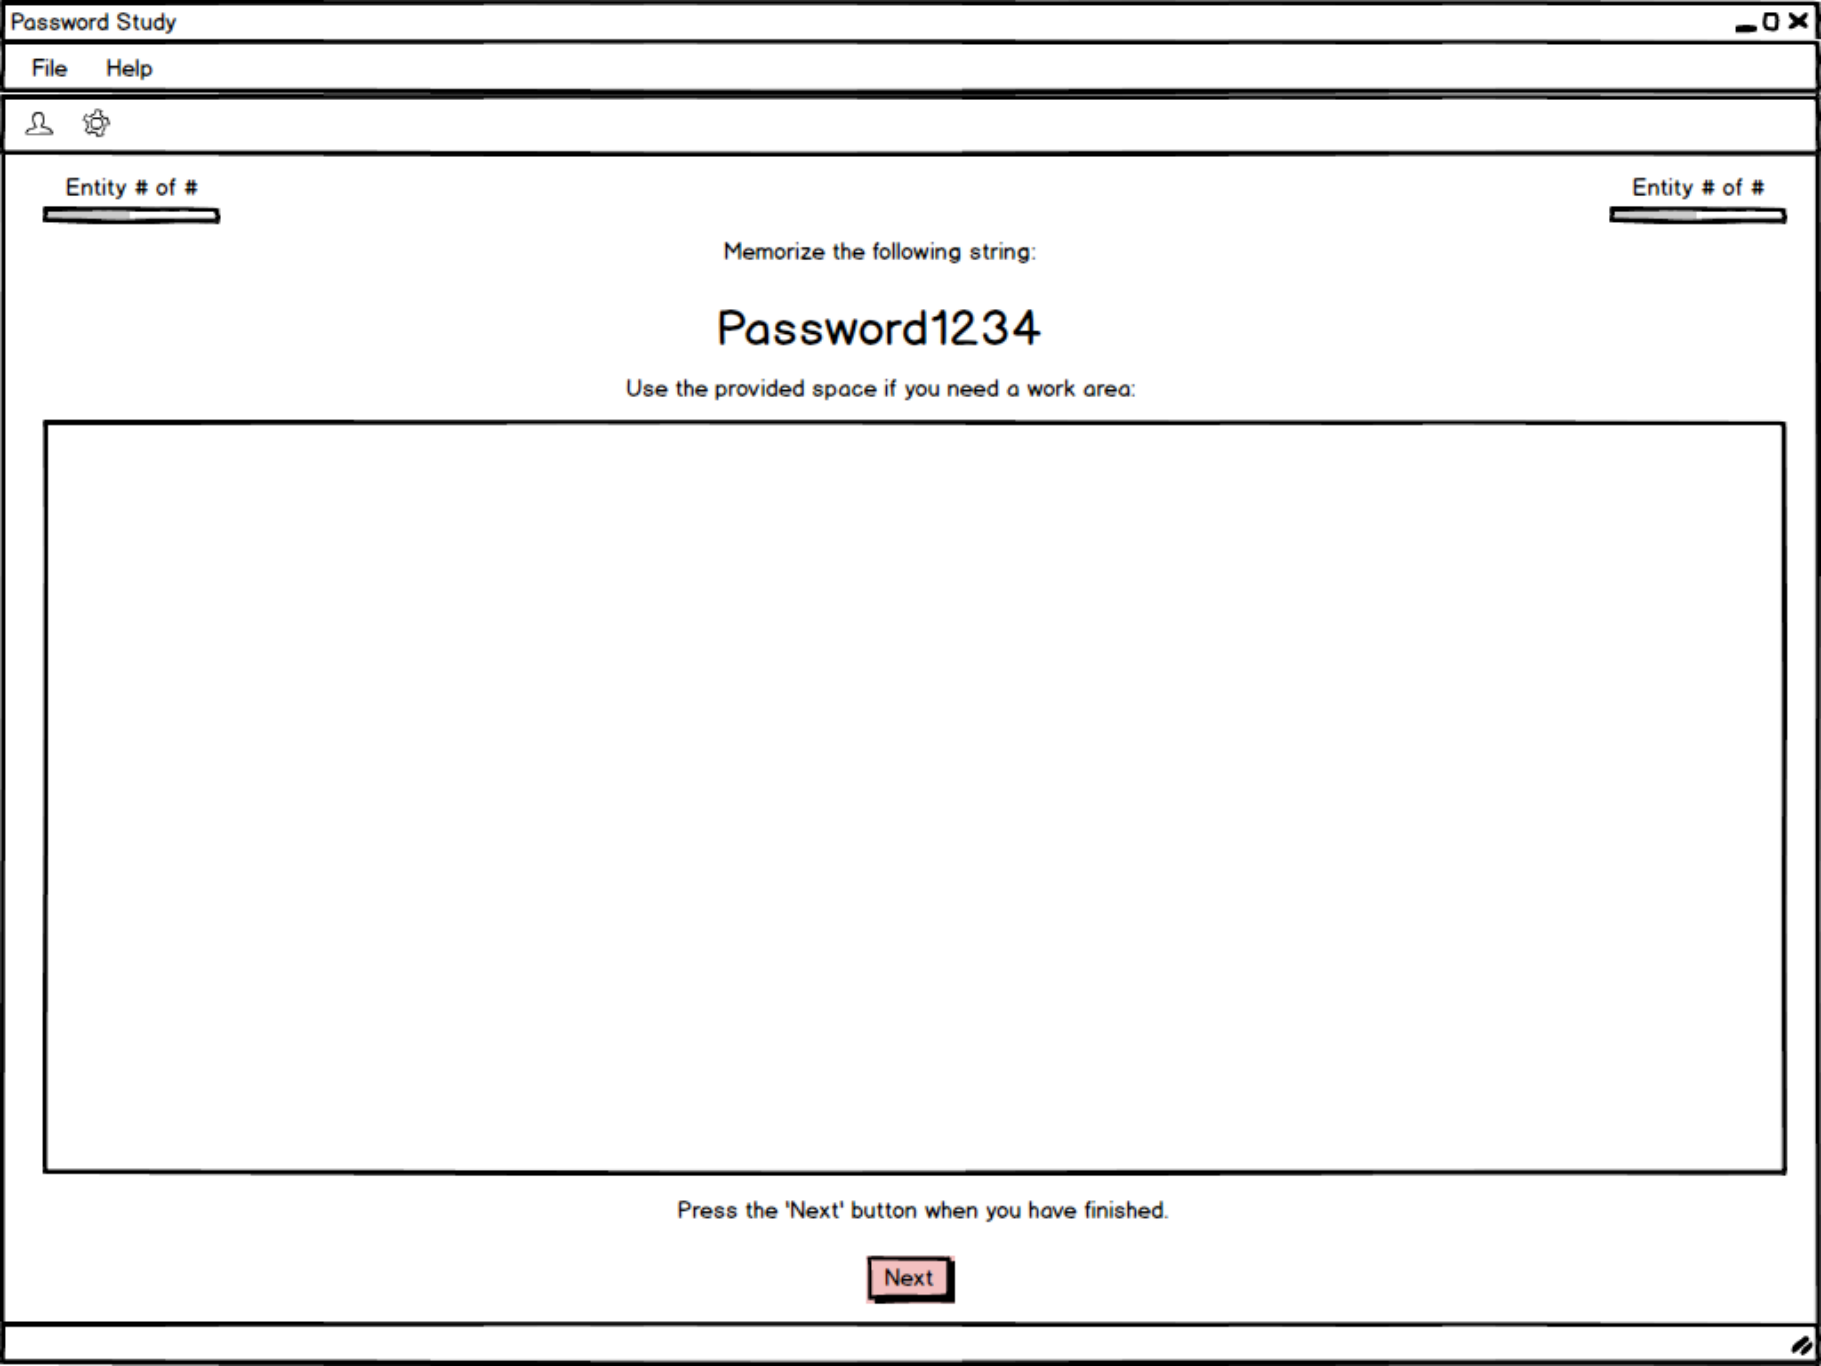 Password Study
File Help
Entity # of #
Entity # of #
Memorize the following string:
Password1234
Use the provided space if you need a work area:
Press the 'Next' button when you have finished.
Next